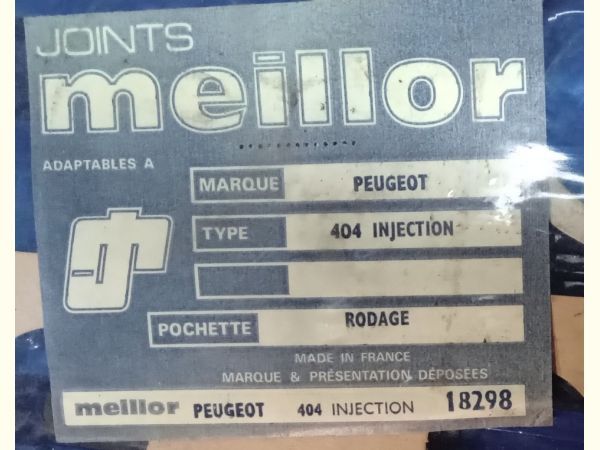 JOINTS
meillor
ADAPTABLES A
MARQUE PEUGEOT
TYPE 404 INJECTION
POCHETTE RODAGE
MADE IN FRANCE
MARQUE & PRÉSENTATION DÉPOSÉES
meillor PEUGEOT 404 INJECTION 18298